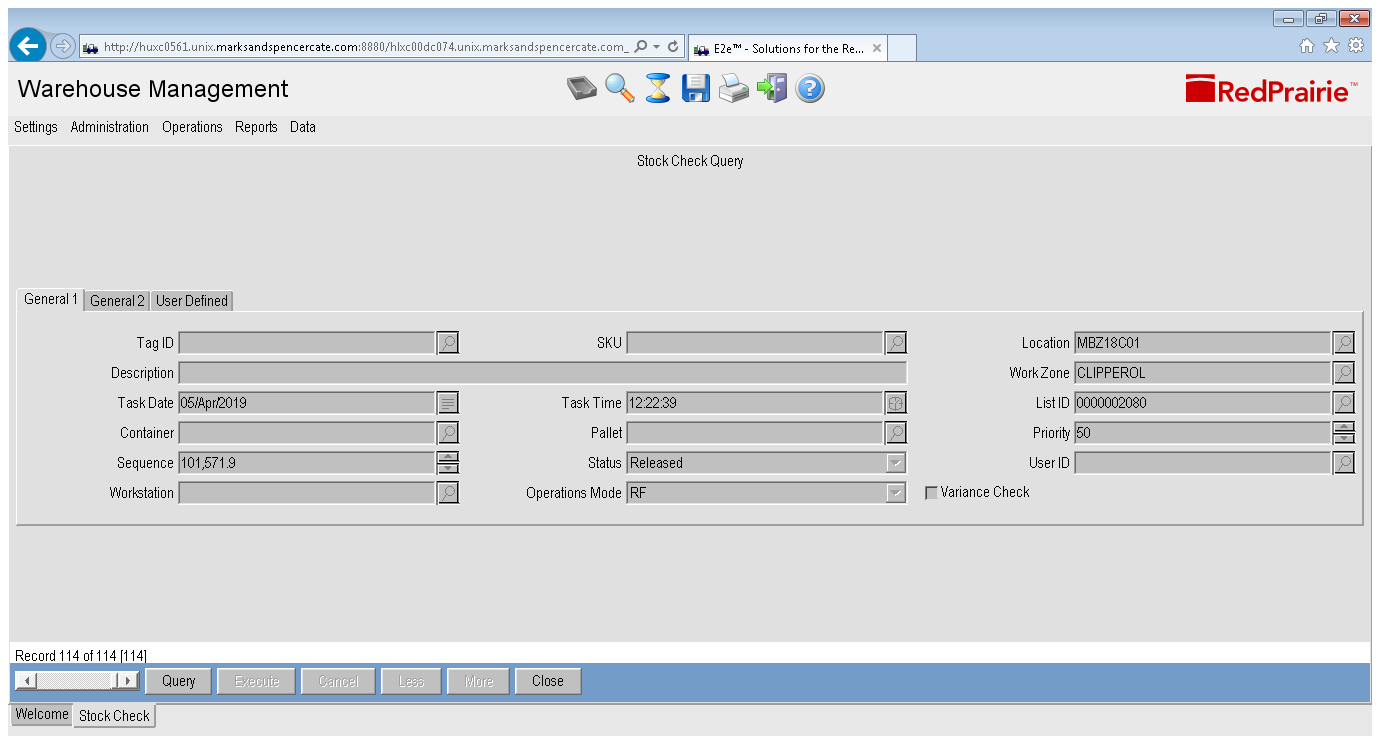 http://huxc0561.unix.marksandspencercate.com:8880/hlxc00dc074.unix.marksandspencercate.com_
E2e™ - Solutions for the Re...
Warehouse Management
RedPrairie™
Settings Administration Operations Reports Data
Stock Check Query
General 1 General 2 User Defined
Tag ID SKU Location MBZ18C01
Description Work Zone CLIPPEROL
Task Date 05/Apr/2019 Task Time 12:22:39 List ID 0000002080
Container Pallet Priority 50
Sequence 101,571.9 Status Released User ID
Workstation Operations Mode RF Variance Check
Record 114 of 114 [114]
Query Execute Cancel Less More Close
Welcome Stock Check